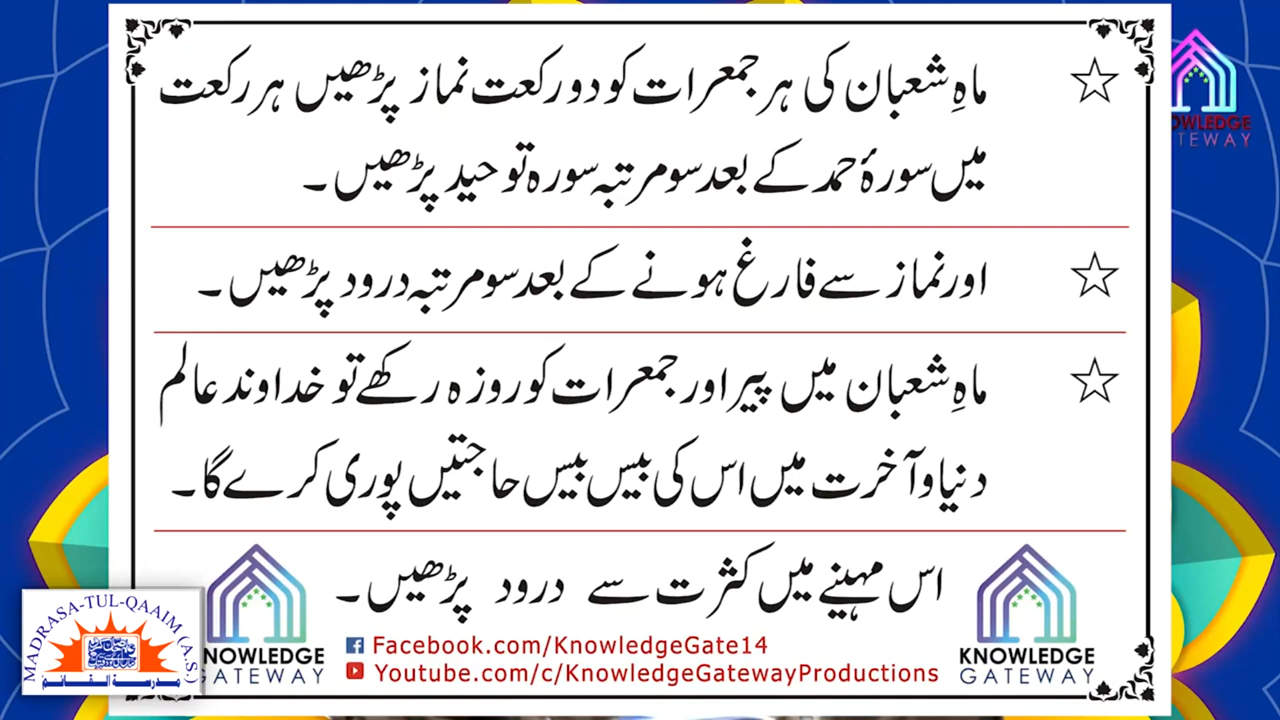 ماہِ شعبان کی ہر جمعرات کو دو رکعت نماز پڑھیں ہر رکعت
میں سورۂ حمد کے بعد سو مرتبہ سورہ توحید پڑھیں۔
اور نماز سے فارغ ہونے کے بعد سو مرتبہ درود پڑھیں۔
ماہِ شعبان میں پیر اور جمعرات کو روزہ رکھے تو خداوند عالم
دنیا و آخرت میں اس کی بیس بیس حاجتیں پوری کرے گا۔
اس مہینے میں کثرت سے درود پڑھیں۔
Facebook.com/KnowledgeGate14
Youtube.com/c/KnowledgeGatewayProductions
KNOWLEDGE
GATEWAY
KNOWLEDGE
GATEWAY
KNOWLEDGE
GATEWAY
MADRASA-TUL-QAAIM (A.S)
مدرسة القائم